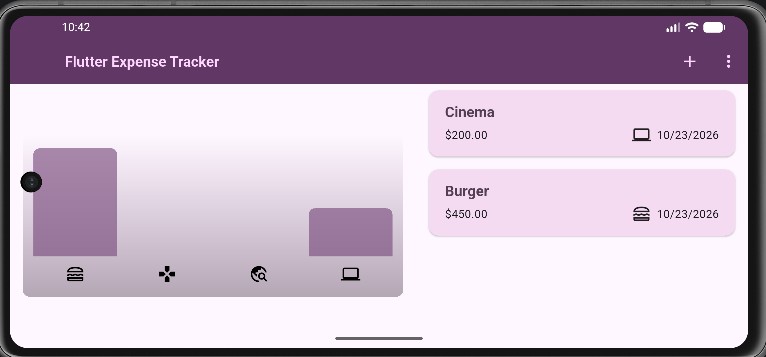 10:42
Flutter Expense Tracker
Cinema
$200.00 10/23/2026
Burger
$450.00 10/23/2026